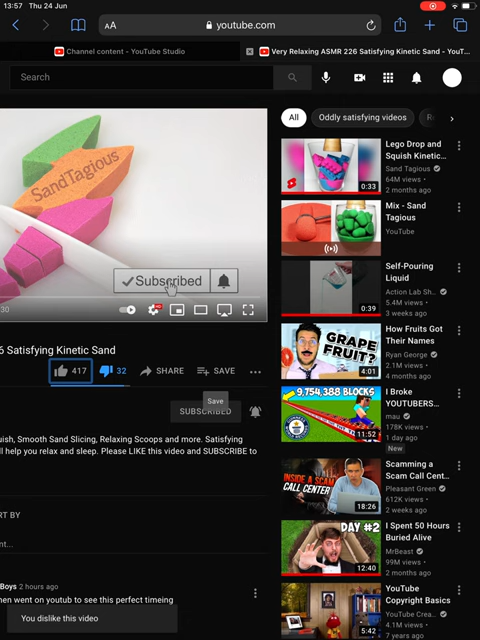 13:57 Thu 24 Jun
AA youtube.com
Channel content - YouTube Studio
Very Relaxing ASMR 226 Satisfying Kinetic Sand - YouT...
Search
All
Oddly satisfying videos
SandTagious
Subscribed
:30
HD
6 Satisfying Kinetic Sand
417
32
SHARE
SAVE
Save
SUBSCRIBED
uish, Smooth Sand Slicing, Relaxing Scoops and more. Satisfying
ll help you relax and sleep. Please LIKE this video and SUBSCRIBE to
RT BY
nt...
Boys 2 hours ago
hen went on youtub to see this perfect timeing
You dislike this video
0:33
Lego Drop and
Squish Kinetic...
Sand Tagious
64M views •
2 months ago
Mix - Sand
Tagious
YouTube
0:39
Self-Pouring
Liquid
Action Lab Sh...
5.4M views •
3 weeks ago
GRAPE
FRUIT?
4:01
How Fruits Got
Their Names
Ryan George
2.1M views •
4 months ago
9,754,388 BLOCKS
11:52
I Broke
YOUTUBERS...
mau
178K views •
1 day ago
New
INSIDE A SCAM
CALL CENTER
18:26
Scamming a
Scam Call Cent...
Pleasant Green
612K views •
2 weeks ago
DAY #2
12:40
I Spent 50 Hours
Buried Alive
MrBeast
99M views •
2 months ago
5:42
YouTube
Copyright Basics
YouTube Crea...
4.1M views •
7 years ago